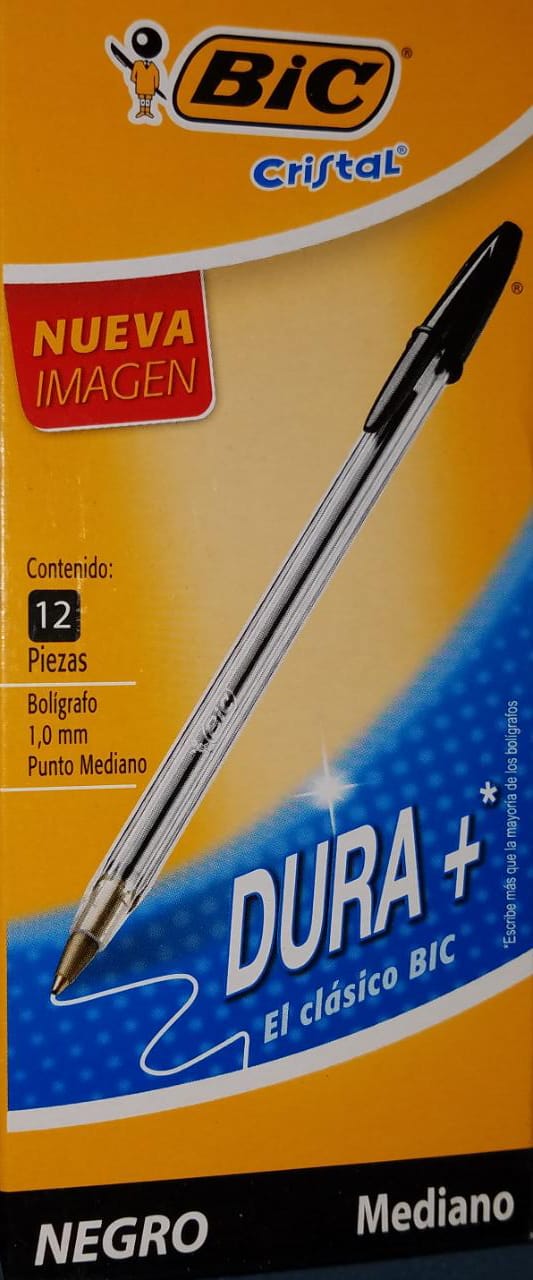 BIC®
Cristal®
®
NUEVA
IMAGEN
Contenido:
12
Piezas
Bolígrafo
1,0 mm
Punto Mediano
BIC
DURA +*
El clásico BIC
*Escribe más que la mayoría de los bolígrafos
NEGRO
Mediano